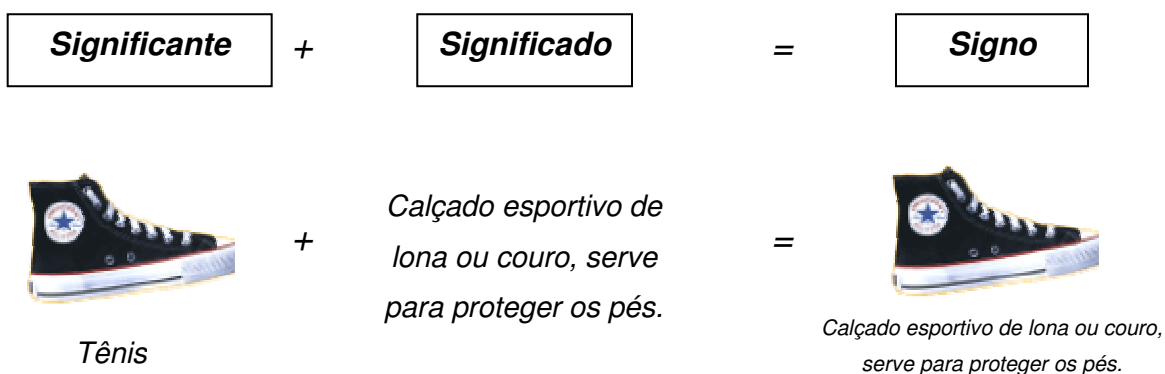 Significante + Significado = Signo
+ Calçado esportivo de =
lona ou couro, serve
para proteger os pés.
Tênis
Calçado esportivo de lona ou couro,
serve para proteger os pés.